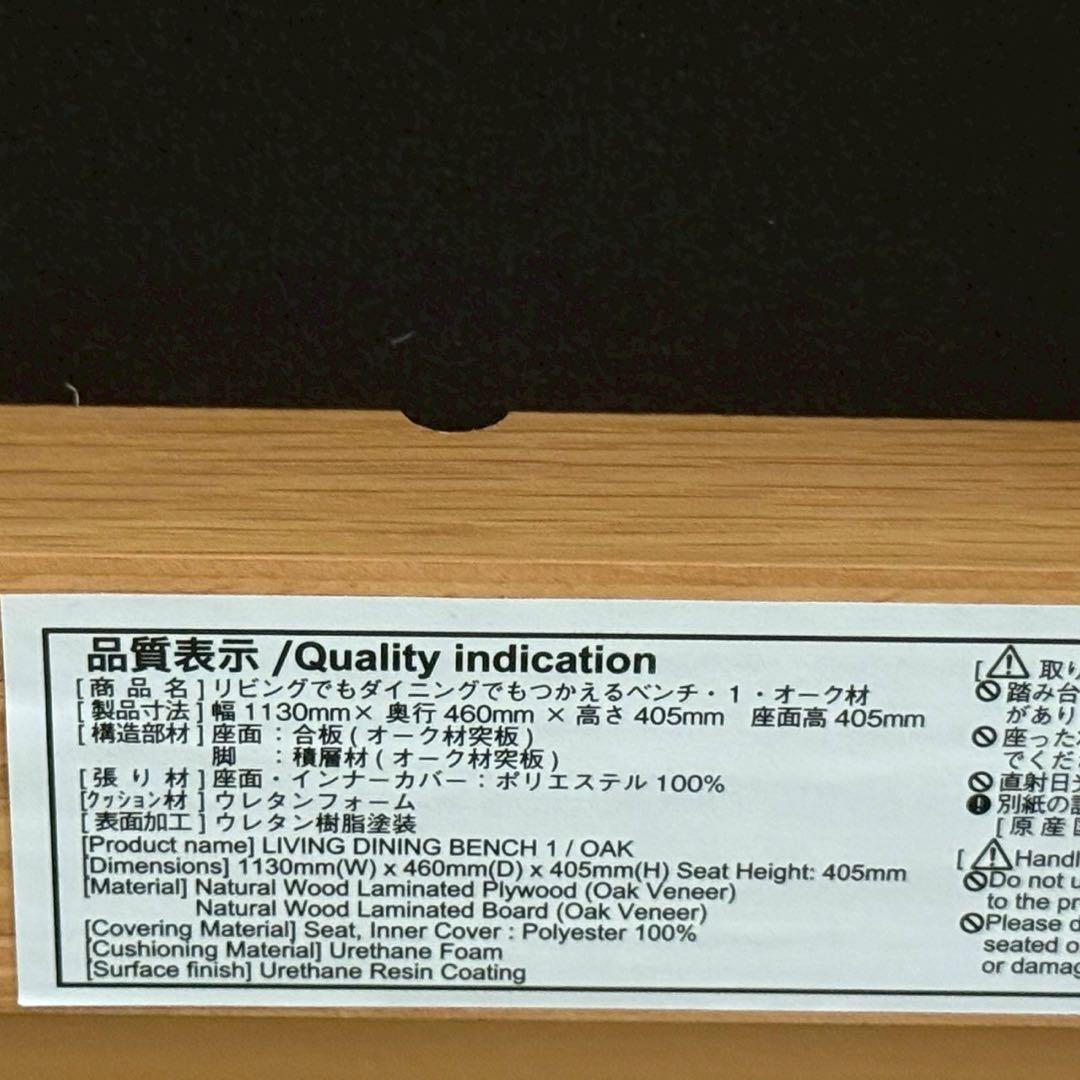 品質表示 /Quality indication
[商品名] リビングでもダイニングでもつかえるベンチ・1・オーク材
[製品寸法] 幅 1130mm× 奥行 460mm × 高さ 405mm 座面高 405mm
[構造部材] 座面：合板 ( オーク材突板 )
脚 ：積層材 ( オーク材突板 )
[張り材] 座面・インナーカバー：ポリエステル 100%
[クッション材] ウレタンフォーム
[表面加工] ウレタン樹脂塗装
[Product name] LIVING DINING BENCH 1 / OAK
[Dimensions] 1130mm(W) x 460mm(D) x 405mm(H) Seat Height: 405mm
[Material] Natural Wood Laminated Plywood (Oak Veneer)
Natural Wood Laminated Board (Oak Veneer)
[Covering Material] Seat, Inner Cover : Polyester 100%
[Cushioning Material] Urethane Foam
[Surface finish] Urethane Resin Coating
[ 取り
踏み台
があり
座った
でくだ
直射日
別紙の
[原産
[ Handl
Do not u
to the pr
Please d
seated o
or damag